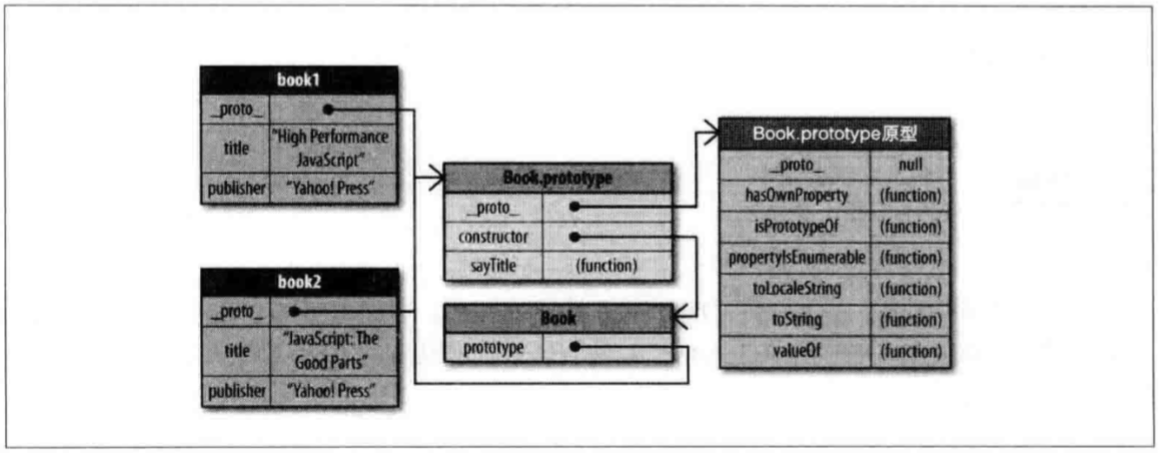 book1
_proto_
title
"High Performance
JavaScript"
publisher
"Yahoo! Press"
book2
_proto_
title
"JavaScript: The
Good Parts"
publisher
"Yahoo! Press"
Book.prototype
_proto_
constructor
sayTitle
(function)
Book
prototype
Book.prototype原型
_proto_
null
hasOwnProperty
(function)
isPrototypeOf
(function)
propertyIsEnumerable
(function)
toLocaleString
(function)
toString
(function)
valueOf
(function)